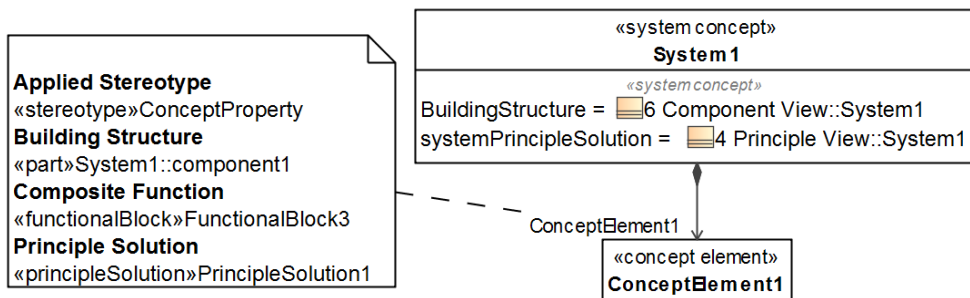 Applied Stereotype
«stereotype»ConceptProperty
Building Structure
«part»System1::component1
Composite Function
«functionalBlock»FunctionalBlock3
Principle Solution
«principleSolution»PrincipleSolution1
«system concept»
System1
«system concept»
BuildingStructure = 6 Component View::System1
systemPrincipleSolution = 4 Principle View::System1
ConceptElement1
«concept element»
ConceptElement1